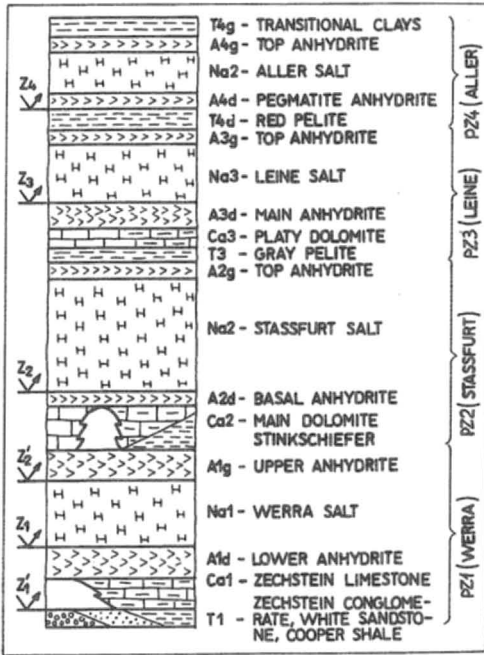 T4g - TRANSITIONAL CLAYS
A4g - TOP ANHYDRITE
Na2 - ALLER SALT
Z4
A4d - PEGMATITE ANHYDRITE
T4d - RED PELITE
A3g - TOP ANHYDRITE
PZ4 (ALLER)
Z3
Na3 - LEINE SALT
A3d - MAIN ANHYDRITE
Ca3 - PLATY DOLOMITE
T3 - GRAY PELITE
A2g - TOP ANHYDRITE
PZ3 (LEINE)
Na2 - STASSFURT SALT
Z2
A2d - BASAL ANHYDRITE
Ca2 - MAIN DOLOMITE
STINKSCHIEFER
PZ2 (STASSFURT)
Z2'
A1g - UPPER ANHYDRITE
Na1 - WERRA SALT
Z1
A1d - LOWER ANHYDRITE
Ca1 - ZECHSTEIN LIMESTONE
Z1'
ZECHSTEIN CONGLOME-
T1 - RATE, WHITE SANDSTO-
NE, COOPER SHALE
PZ1 (WERRA)